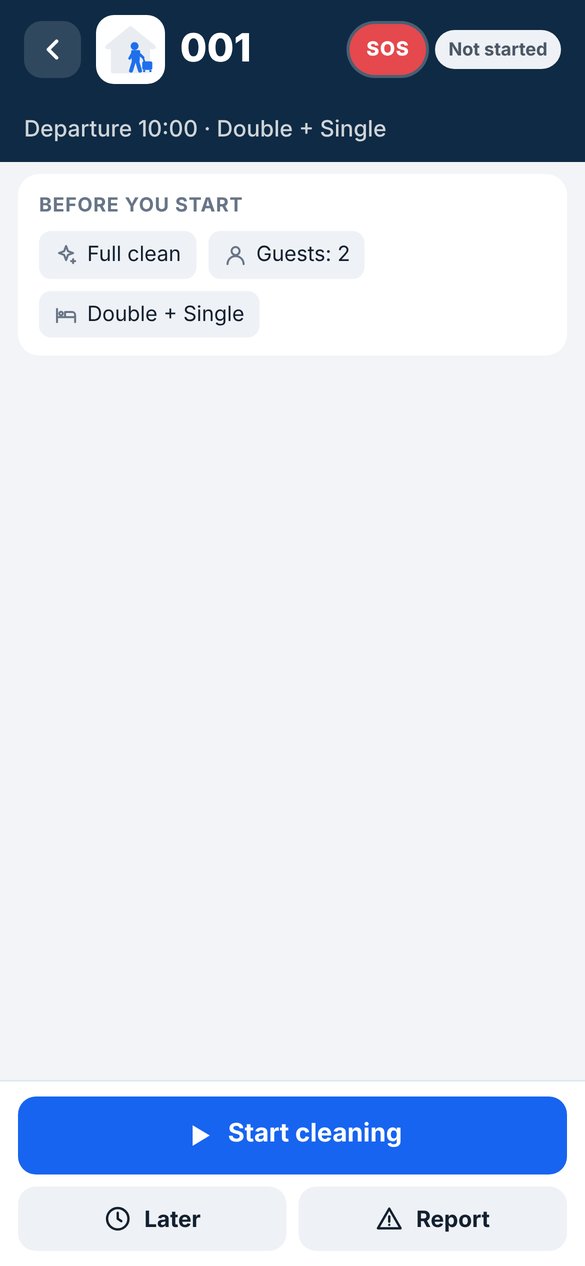 001
SOS
Not started
Departure 10:00 · Double + Single
BEFORE YOU START
Full clean
Guests: 2
Double + Single
Start cleaning
Later
Report